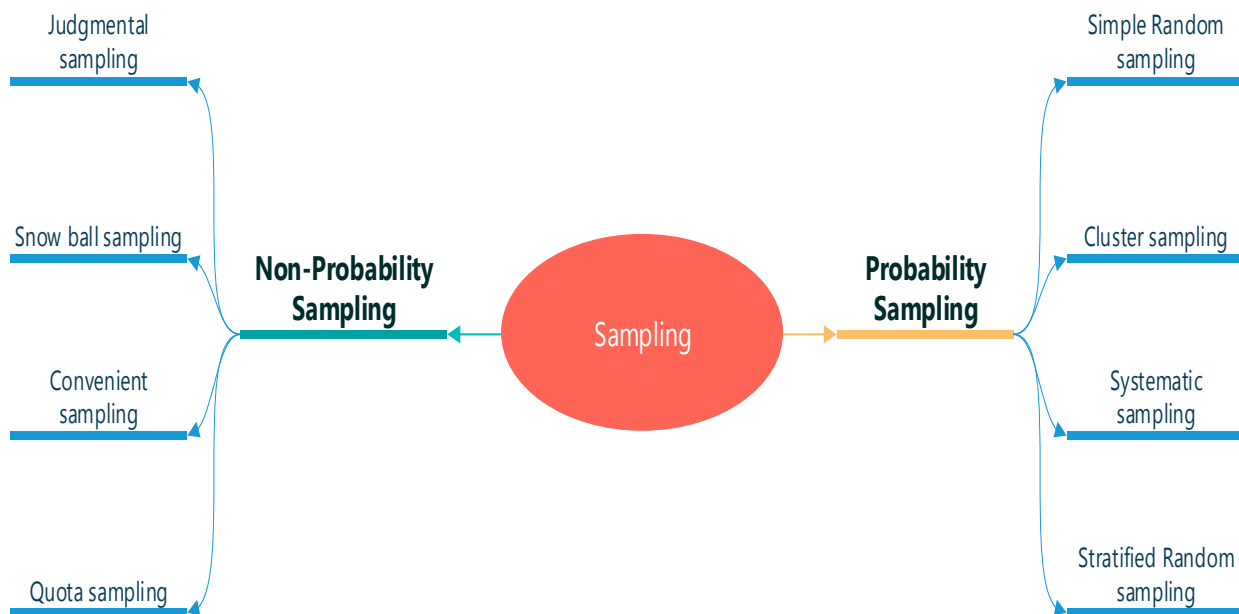 Judgmental
sampling
Snow ball sampling
Convenient
sampling
Quota sampling
Non-Probability
Sampling
Sampling
Probability
Sampling
Simple Random
sampling
Cluster sampling
Systematic
sampling
Stratified Random
sampling